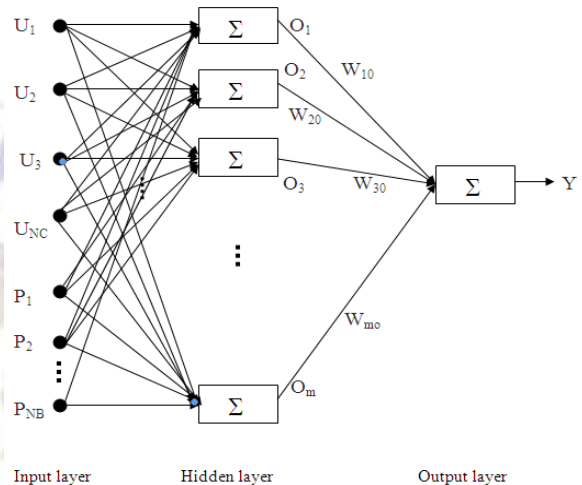 U1
O1
Σ
U2
O2
W10
Σ
W20
U3
Σ
O3
W30
Σ
Y
UNC
P1
P2
Wmo
Om
PNB
Σ
Input layer
Hidden layer
Output layer